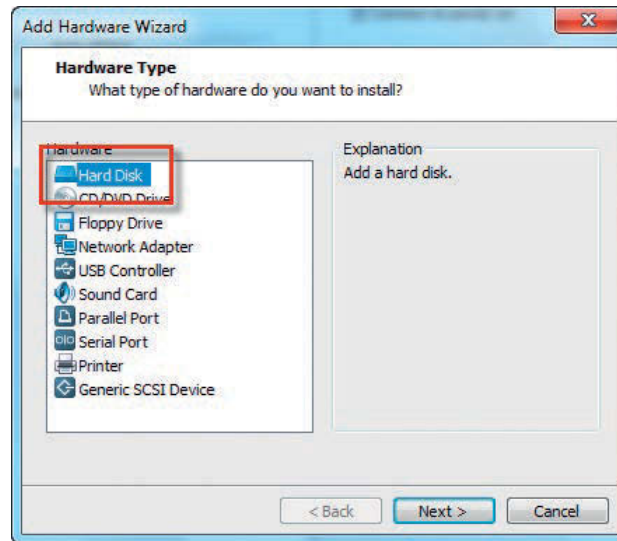 Add Hardware Wizard
Hardware Type
What type of hardware do you want to install?
Hardware
Hard Disk
CD/DVD Drive
Floppy Drive
Network Adapter
USB Controller
Sound Card
Parallel Port
Serial Port
Printer
Generic SCSI Device
Explanation
Add a hard disk.
< Back
Next >
Cancel